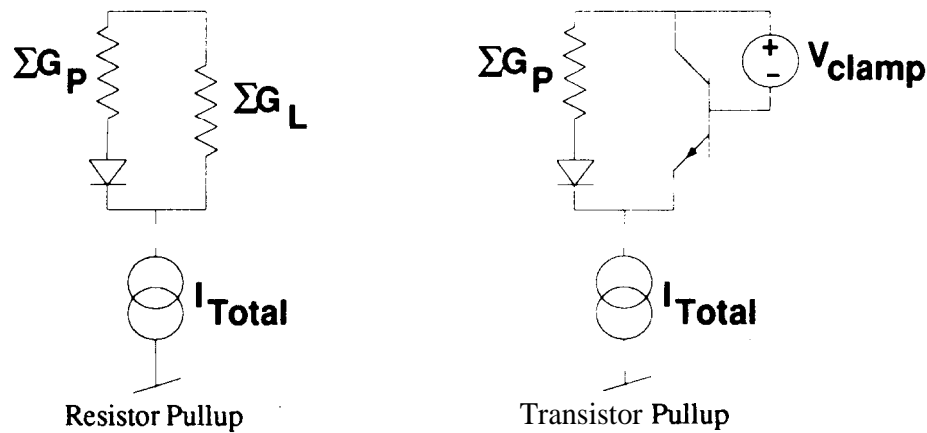 ΣG_P
ΣG_L
I_Total
Resistor Pullup
ΣG_P
+
-
V_clamp
I_Total
Transistor Pullup